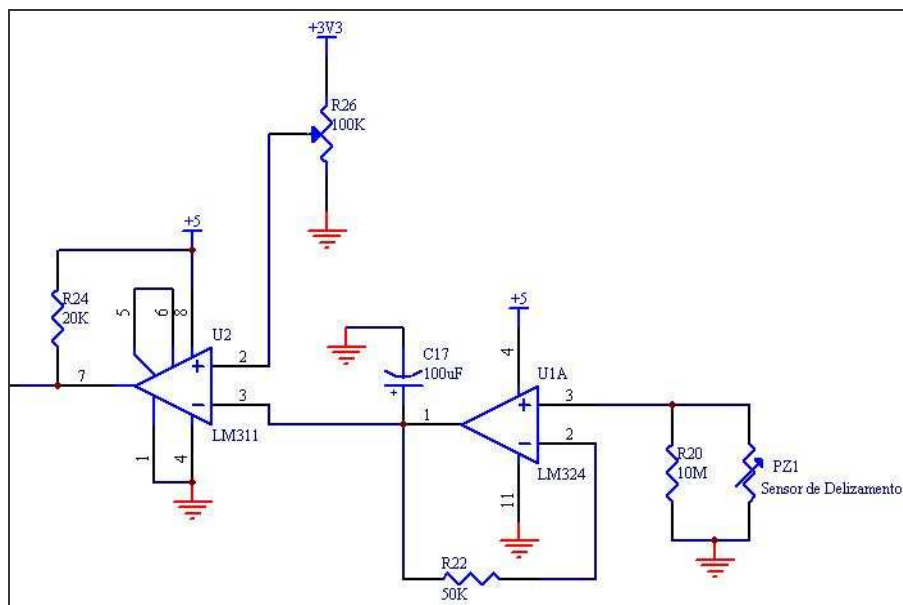 +3V3
R26
100K
+5
R24
20K
5
6
8
U2
2
3
7
LM311
1
4
C17
100uF
+
1
+5
4
U1A
3
2
LM324
11
R20
10M
PZ1
Sensor de Delizamento
R22
50K